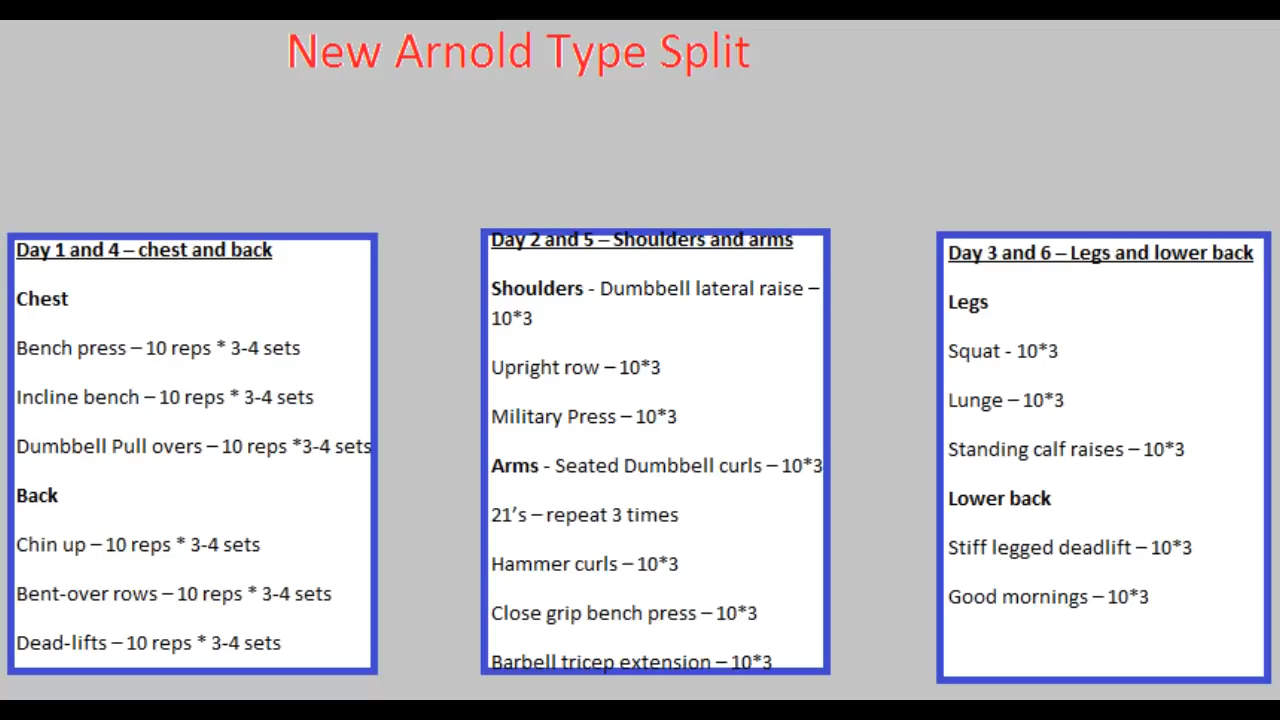 New Arnold Type Split
Day 1 and 4 – chest and back
Chest
Bench press – 10 reps * 3-4 sets
Incline bench – 10 reps * 3-4 sets
Dumbbell Pull overs – 10 reps *3-4 sets
Back
Chin up – 10 reps * 3-4 sets
Bent-over rows – 10 reps * 3-4 sets
Dead-lifts – 10 reps * 3-4 sets
Day 2 and 5 – Shoulders and arms
Shoulders - Dumbbell lateral raise –
10*3
Upright row – 10*3
Military Press – 10*3
Arms - Seated Dumbbell curls – 10*3
21’s – repeat 3 times
Hammer curls – 10*3
Close grip bench press – 10*3
Barbell tricep extension – 10*3
Day 3 and 6 – Legs and lower back
Legs
Squat - 10*3
Lunge – 10*3
Standing calf raises – 10*3
Lower back
Stiff legged deadlift – 10*3
Good mornings – 10*3